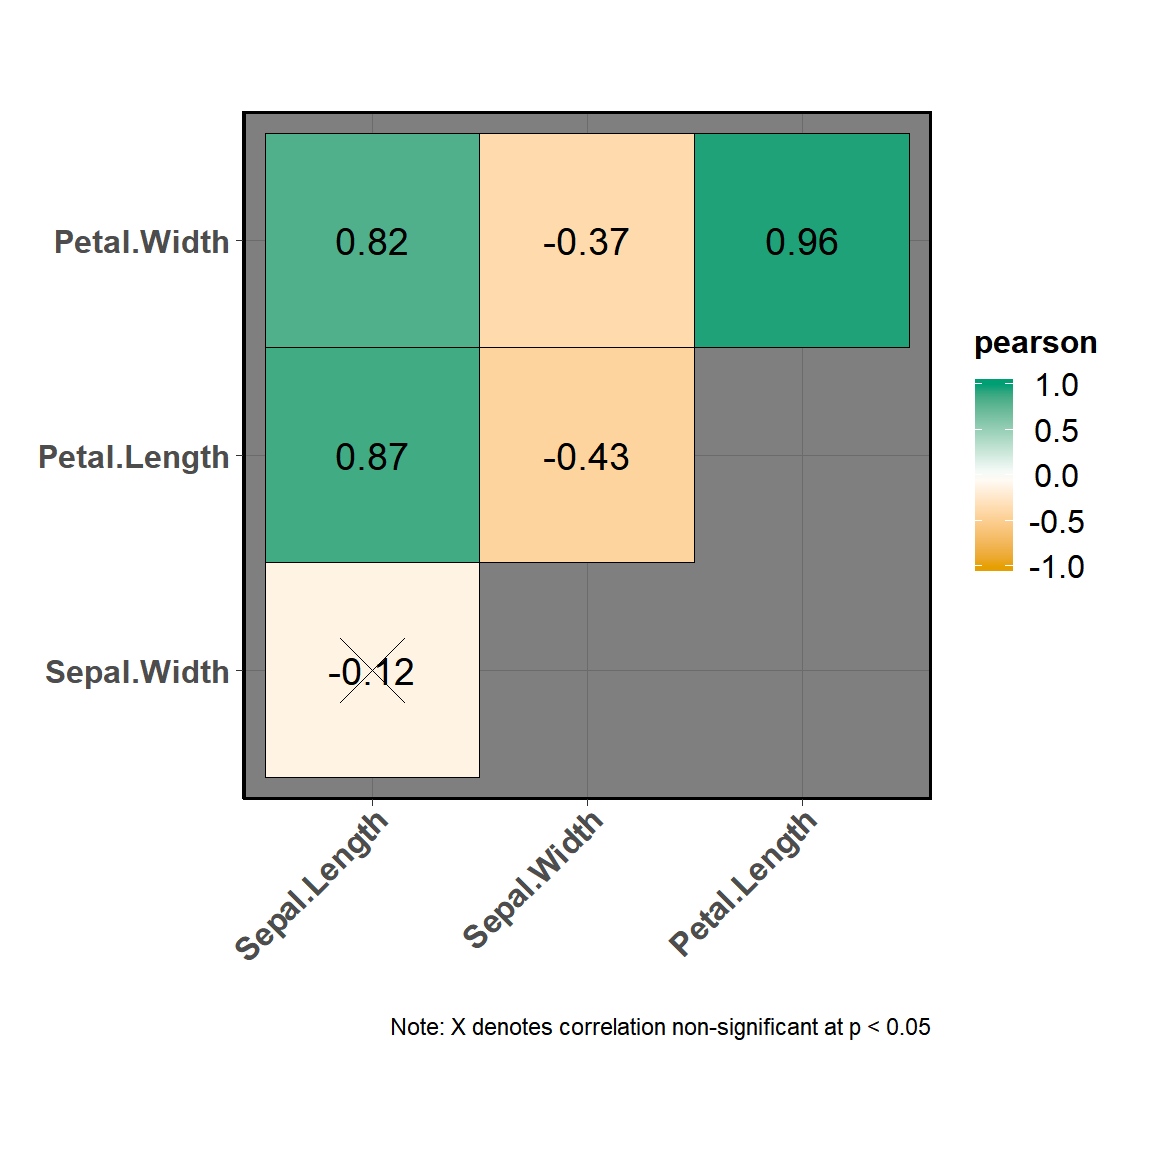 Petal.Width
0.82
-0.37
0.96
pearson
1.0
0.5
0.0
-0.5
-1.0
Petal.Length
0.87
-0.43
Sepal.Width
-0.12
Sepal.Length
Sepal.Width
Petal.Length
Note: X denotes correlation non-significant at p < 0.05